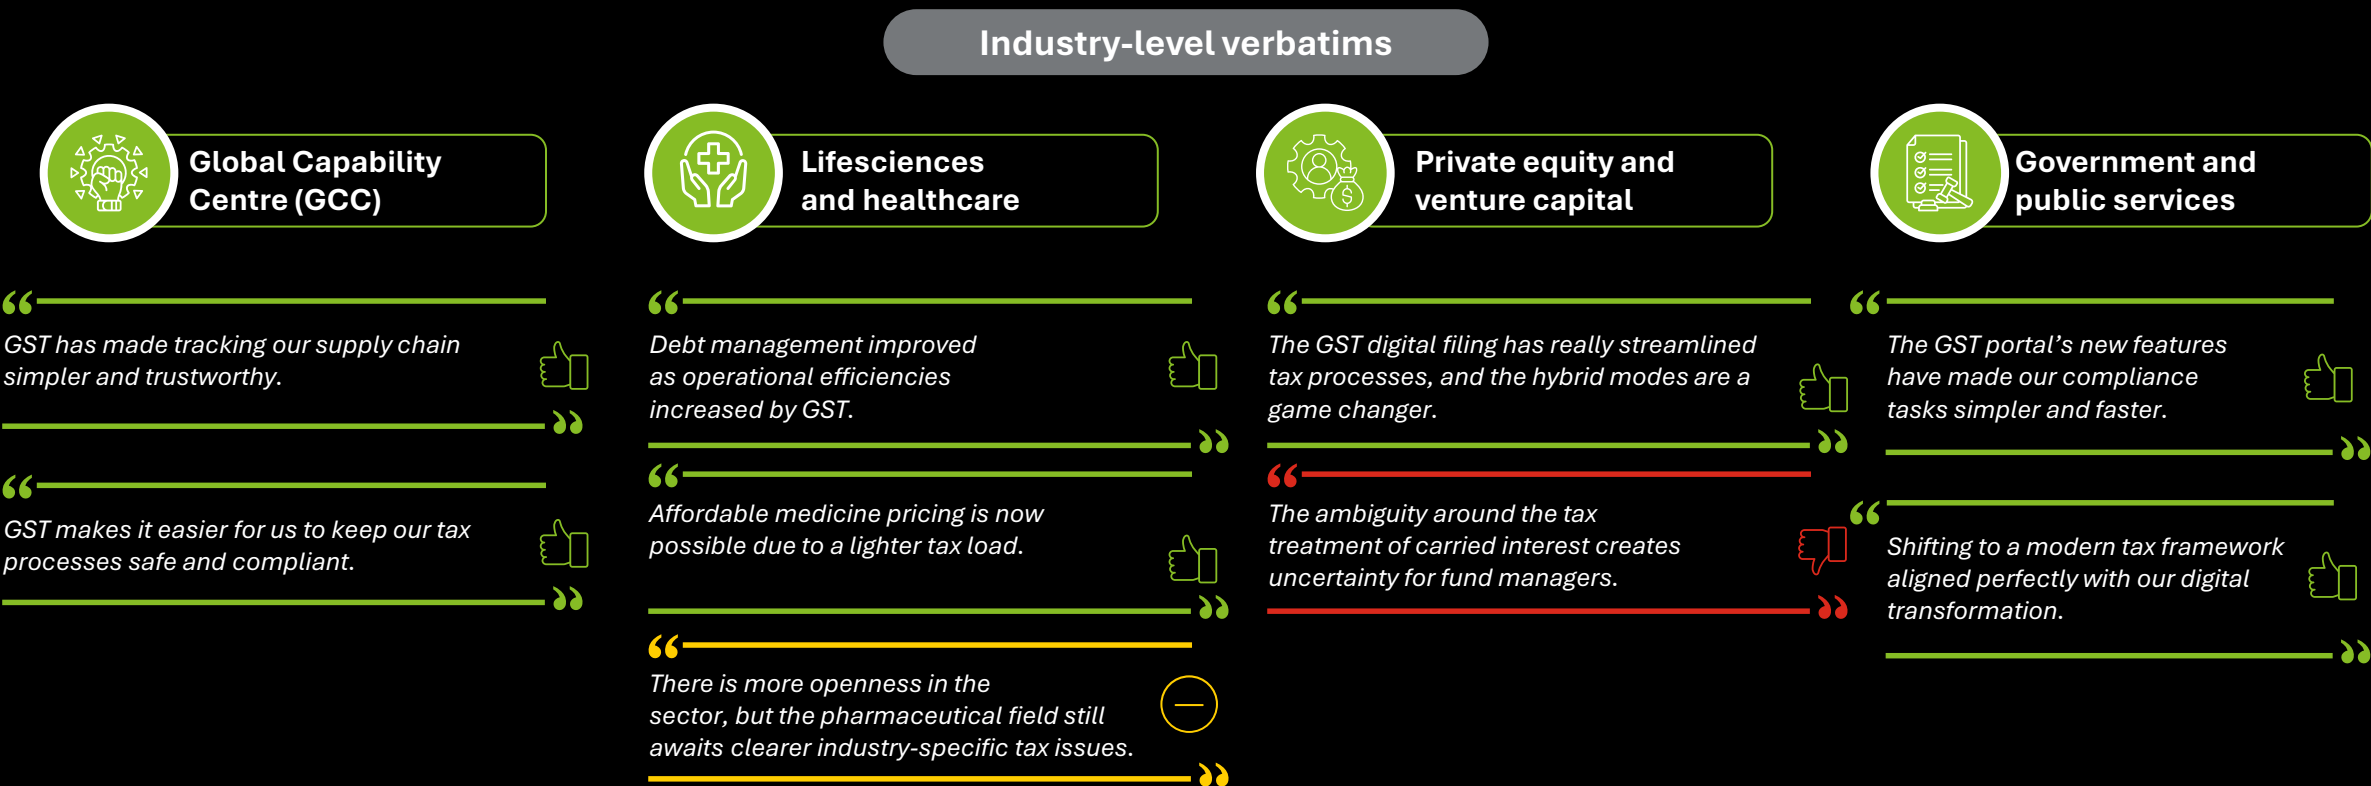 Industry-level verbatims
Global Capability
Centre (GCC)
“
GST has made tracking our supply chain
simpler and trustworthy.
”
“
GST makes it easier for us to keep our tax
processes safe and compliant.
”
Lifesciences
and healthcare
“
Debt management improved
as operational efficiencies
increased by GST.
”
“
Affordable medicine pricing is now
possible due to a lighter tax load.
”
“
There is more openness in the
sector, but the pharmaceutical field still
awaits clearer industry-specific tax issues.
”
Private equity and
venture capital
“
The GST digital filing has really streamlined
tax processes, and the hybrid modes are a
game changer.
”
“
The ambiguity around the tax
treatment of carried interest creates
uncertainty for fund managers.
”
Government and
public services
“
The GST portal’s new features
have made our compliance
tasks simpler and faster.
”
“
Shifting to a modern tax framework
aligned perfectly with our digital
transformation.
”